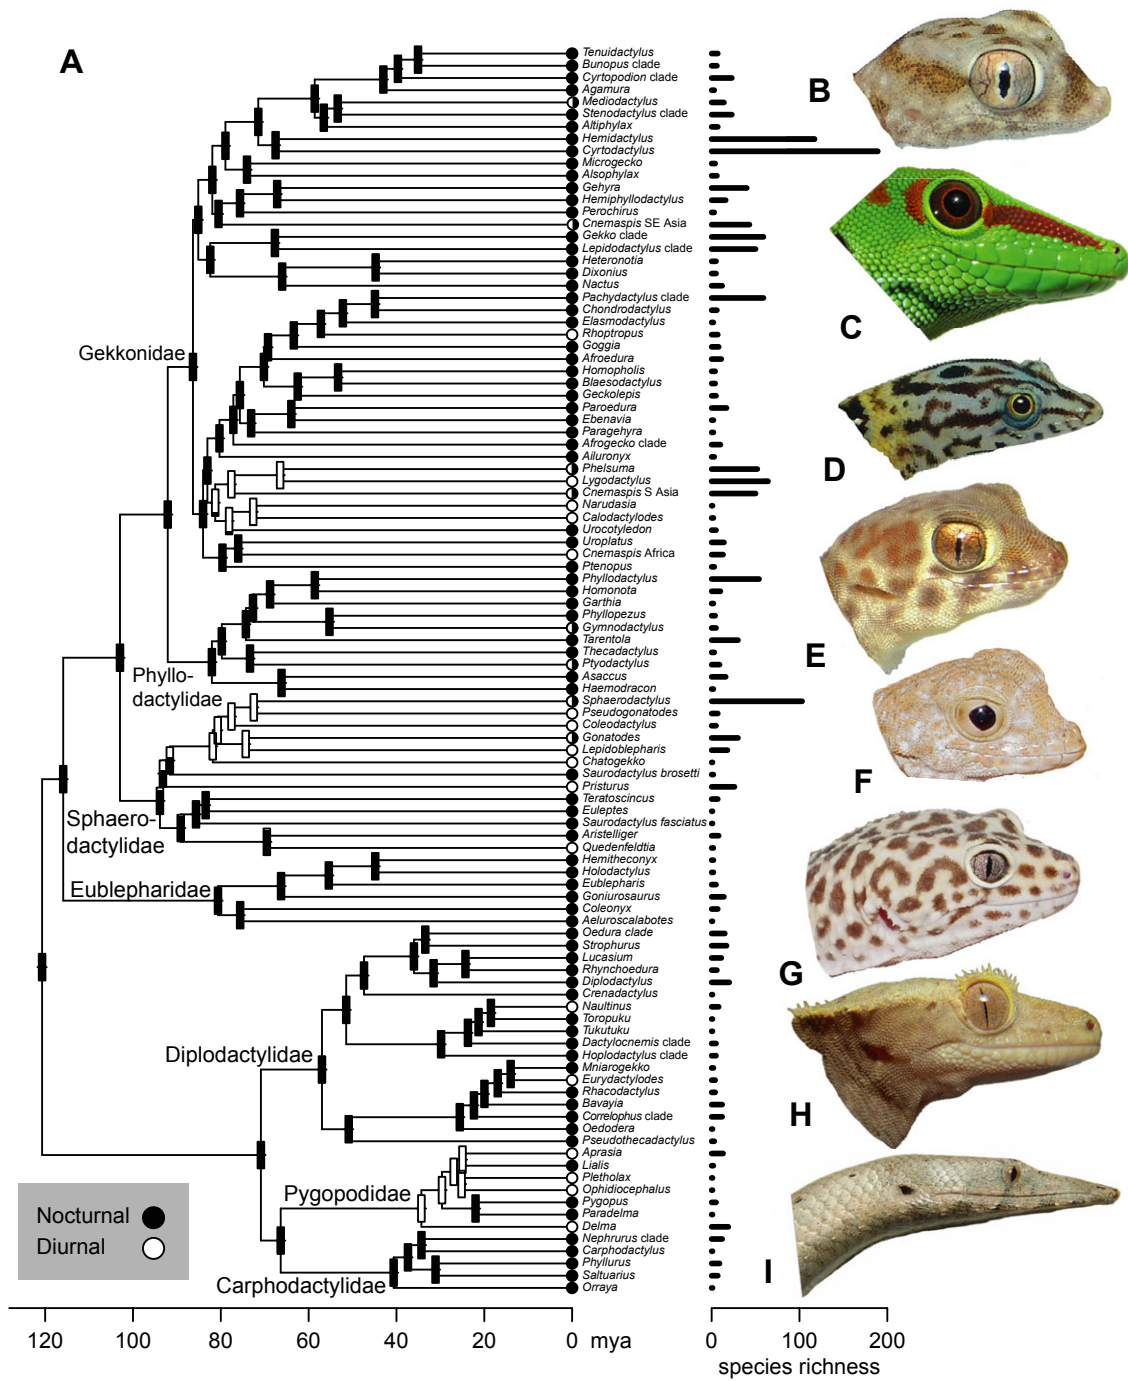 A
Tenuidactylus
Bunopus clade
Cyrtopodion clade
Agamura
Mediodactylus
Stenodactylus clade
Altiphylax
Hemidactylus
Cyrtodactylus
Microgecko
Alsophylax
Gehyra
Hemiphyllodactylus
Perochirus
Cnemaspis SE Asia
Gekko clade
Lepidodactylus clade
Heteronotia
Dixonius
Nactus
Pachydactylus clade
Chondrodactylus
Elasmodactylus
Rhoptropus
Goggia
Afroedura
Homopholis
Blaesodactylus
Geckolepis
Paroedura
Ebenavia
Paragehyra
Afrogecko clade
Ailuronyx
Phelsuma
Lygodactylus
Cnemaspis S Asia
Narudasia
Calodactylodes
Urocotyledon
Uroplatus
Cnemaspis Africa
Ptenopus
Phyllodactylus
Homonota
Garthia
Phyllopezus
Gymnodactylus
Tarentola
Thecadactylus
Ptyodactylus
Asaccus
Haemodracon
Sphaerodactylus
Pseudogonatodes
Coleodactylus
Gonatodes
Lepidoblepharis
Chatogekko
Saurodactylus brosetti
Pristurus
Teratoscincus
Euleptes
Saurodactylus fasciatus
Aristelliger
Quedenfeldtia
Hemitheconyx
Holodactylus
Eublepharis
Goniurosaurus
Coleonyx
Aeluroscalabotes
Oedura clade
Strophurus
Lucasium
Rhynchoedura
Diplodactylus
Crenadactylus
Naultinus
Toropuku
Tukutuku
Dactylocnemis clade
Hoplodactylus clade
Mniarogekko
Eurydactylodes
Rhacodactylus
Bavayia
Correlophus clade
Oedodera
Pseudothecadactylus
Aprasia
Lialis
Pletholax
Ophidiocephalus
Pygopus
Paradelma
Delma
Nephrurus clade
Carphodactylus
Phyllurus
Saltuarius
Orraya
Gekkonidae
Phyllo-
dactylidae
Sphaero-
dactylidae
Eublepharidae
Diplodactylidae
Pygopodidae
Carphodactylidae
Nocturnal
Diurnal
120 100 80 60 40 20 0 mya
0 100 200
species richness
B
C
D
E
F
G
H
I